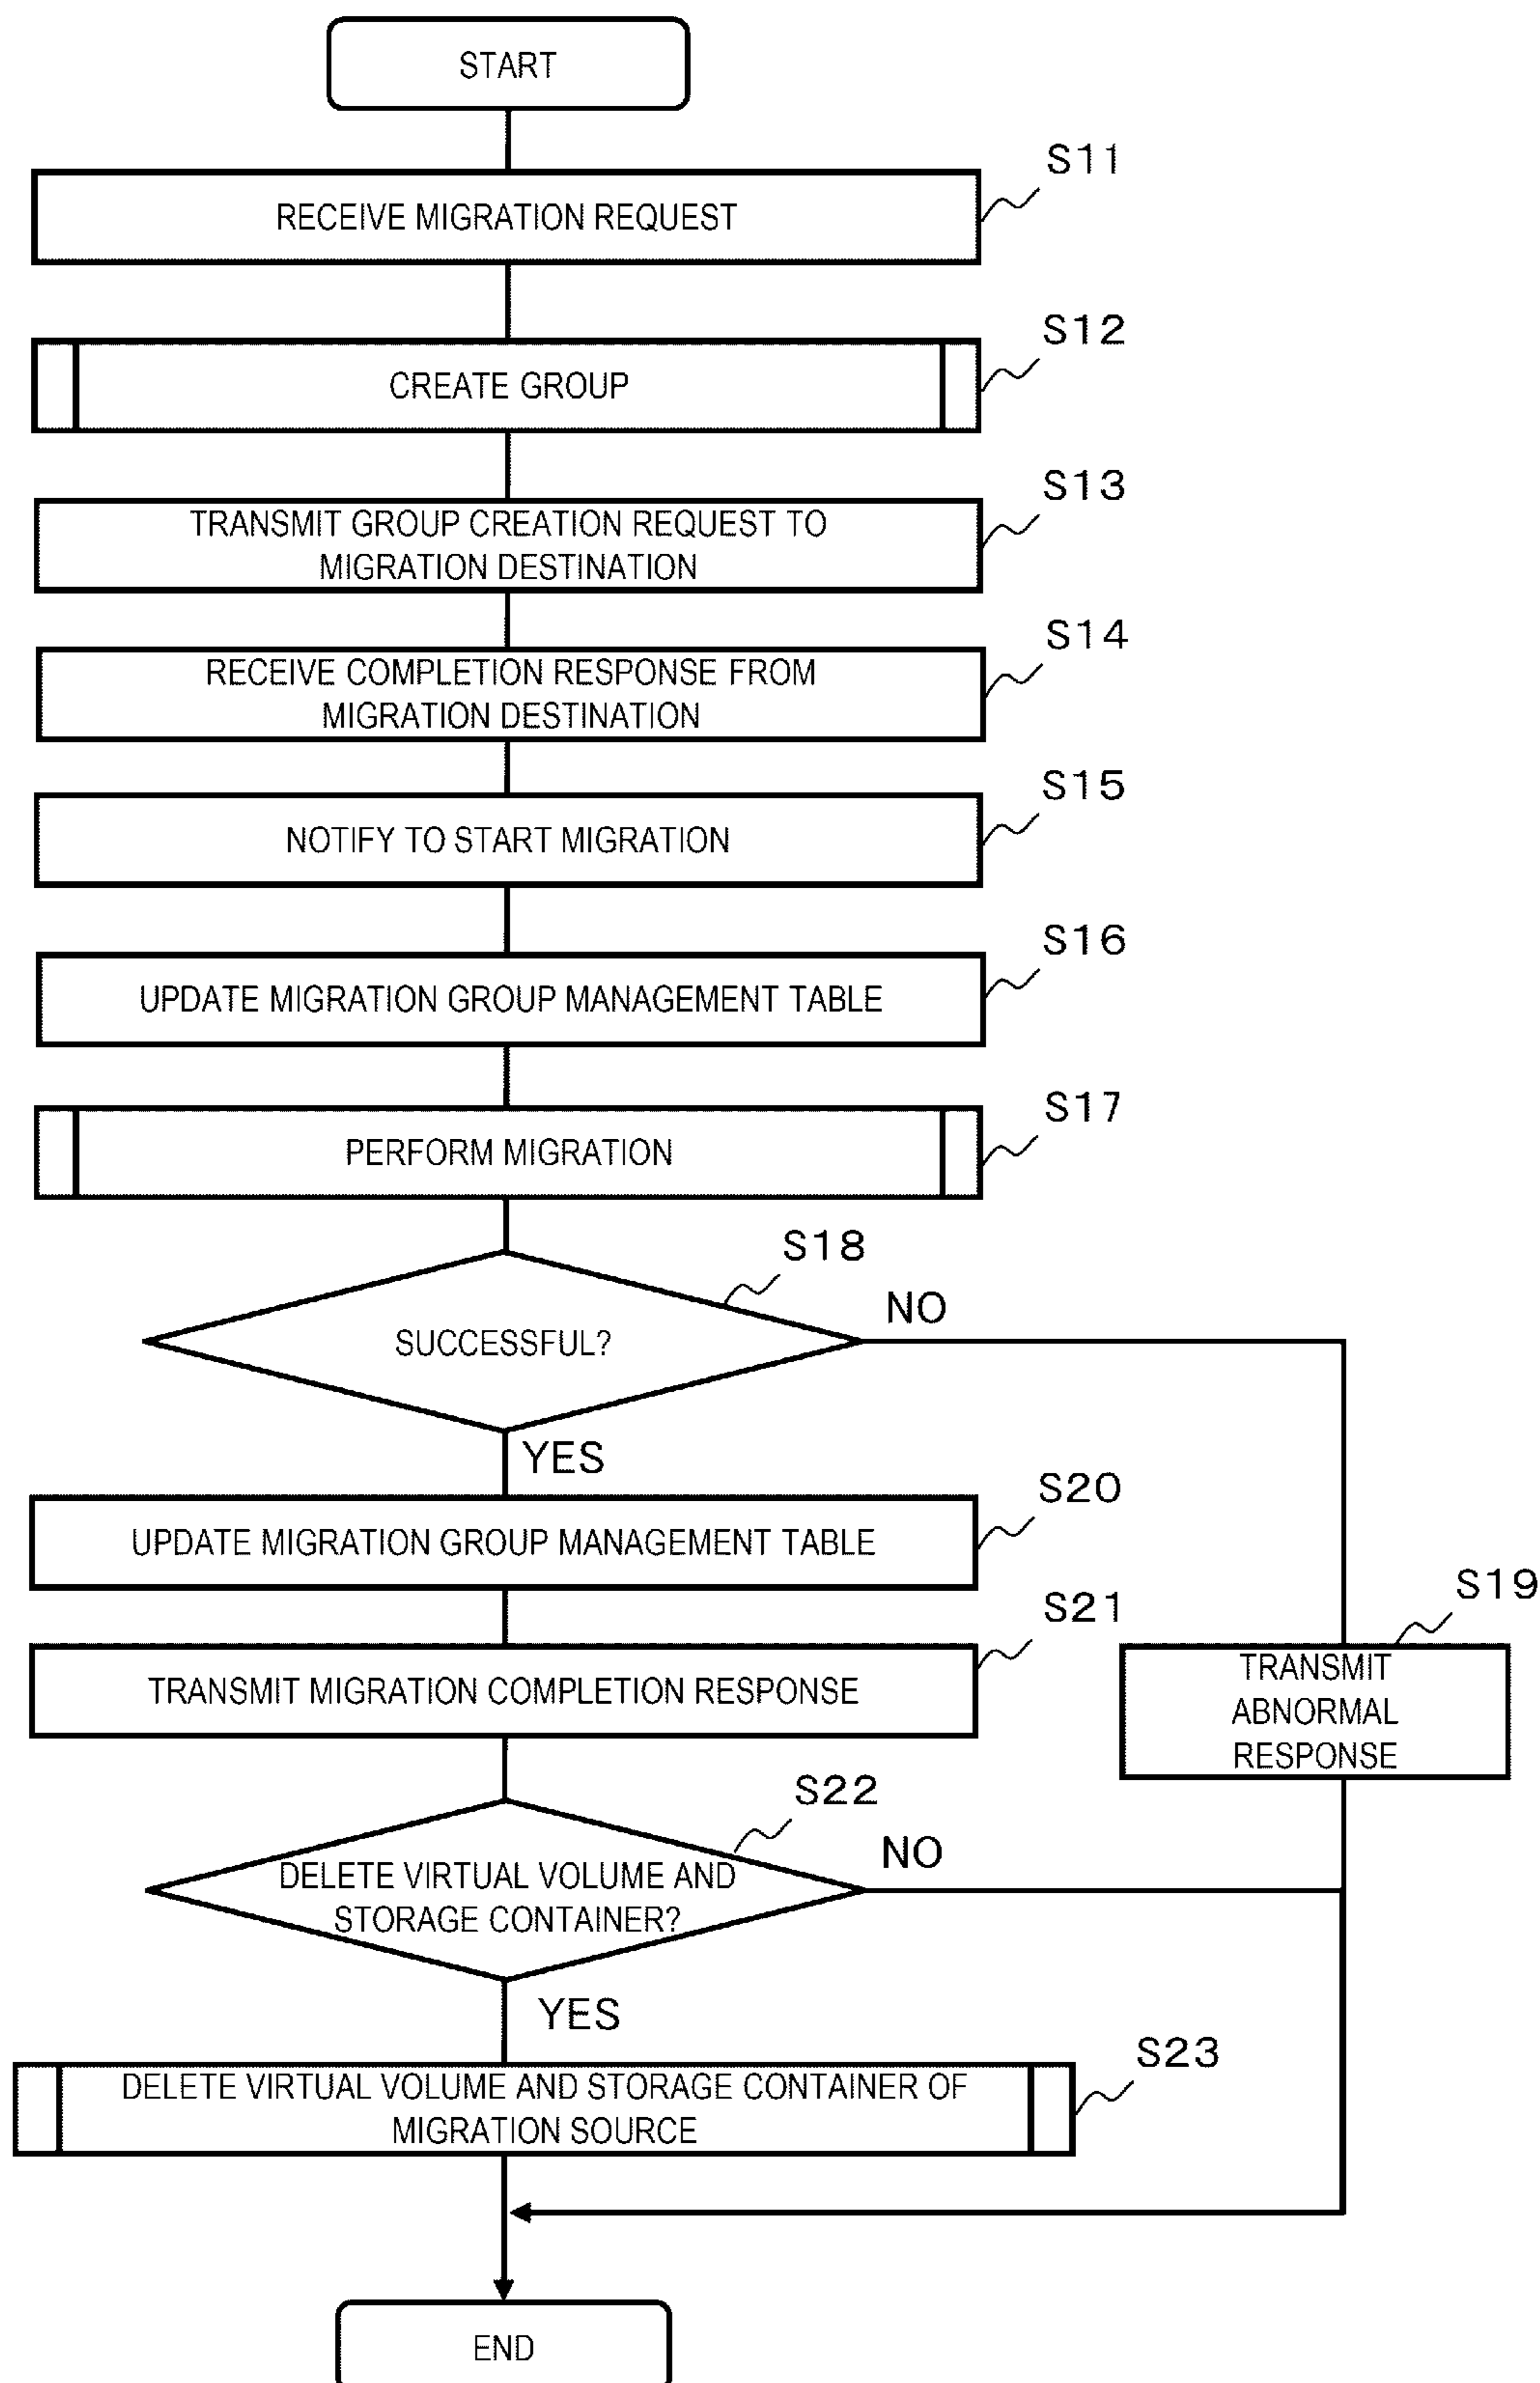 START
S11
RECEIVE MIGRATION REQUEST
S12
CREATE GROUP
S13
TRANSMIT GROUP CREATION REQUEST TO
MIGRATION DESTINATION
S14
RECEIVE COMPLETION RESPONSE FROM
MIGRATION DESTINATION
S15
NOTIFY TO START MIGRATION
S16
UPDATE MIGRATION GROUP MANAGEMENT TABLE
S17
PERFORM MIGRATION
S18
NO
SUCCESSFUL?
YES
S20
UPDATE MIGRATION GROUP MANAGEMENT TABLE
S19
TRANSMIT
ABNORMAL
RESPONSE
S21
TRANSMIT MIGRATION COMPLETION RESPONSE
S22
NO
DELETE VIRTUAL VOLUME AND
STORAGE CONTAINER?
YES
S23
DELETE VIRTUAL VOLUME AND STORAGE CONTAINER OF
MIGRATION SOURCE
END